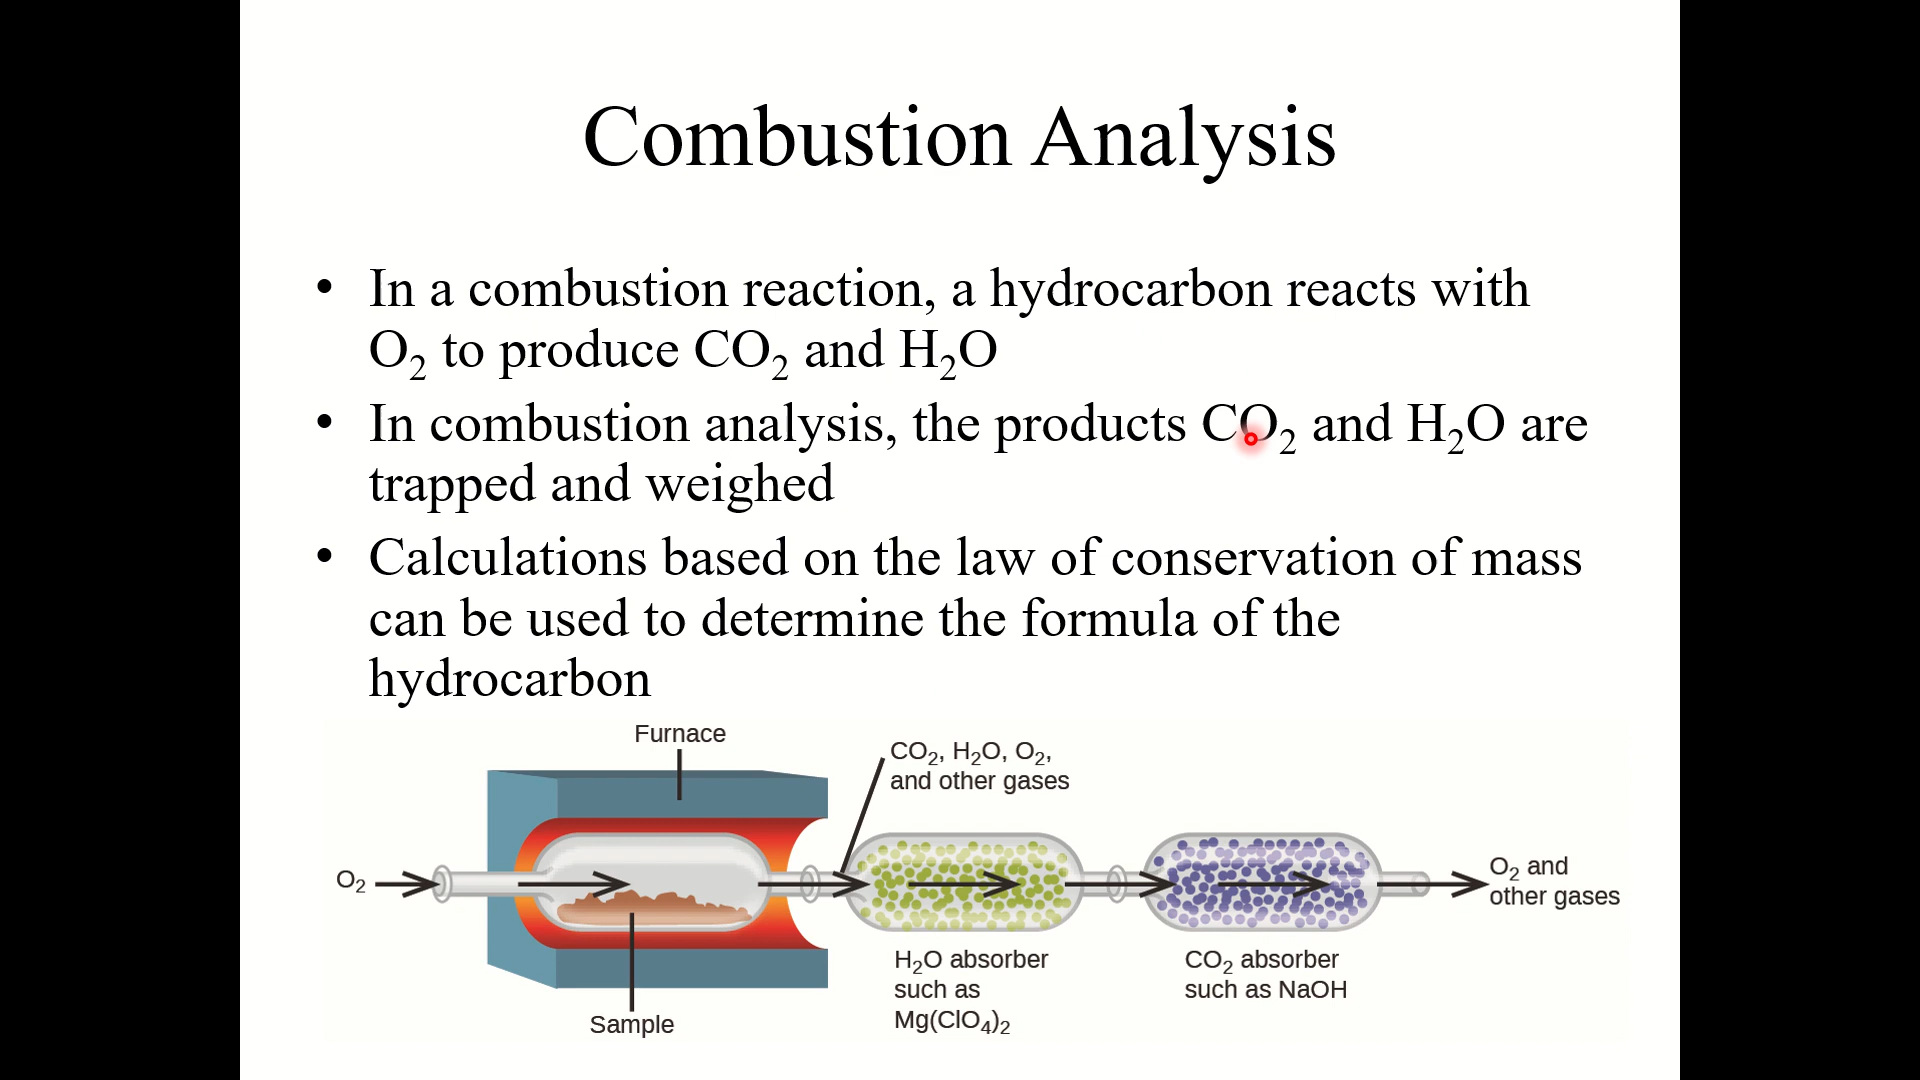 Combustion Analysis
• In a combustion reaction, a hydrocarbon reacts with
O₂ to produce CO₂ and H₂O
• In combustion analysis, the products CO₂ and H₂O are
trapped and weighed
• Calculations based on the law of conservation of mass
can be used to determine the formula of the
hydrocarbon
Furnace
CO₂, H₂O, O₂,
and other gases
O₂
O₂ and
other gases
H₂O absorber
such as
Mg(ClO₄)₂
CO₂ absorber
such as NaOH
Sample